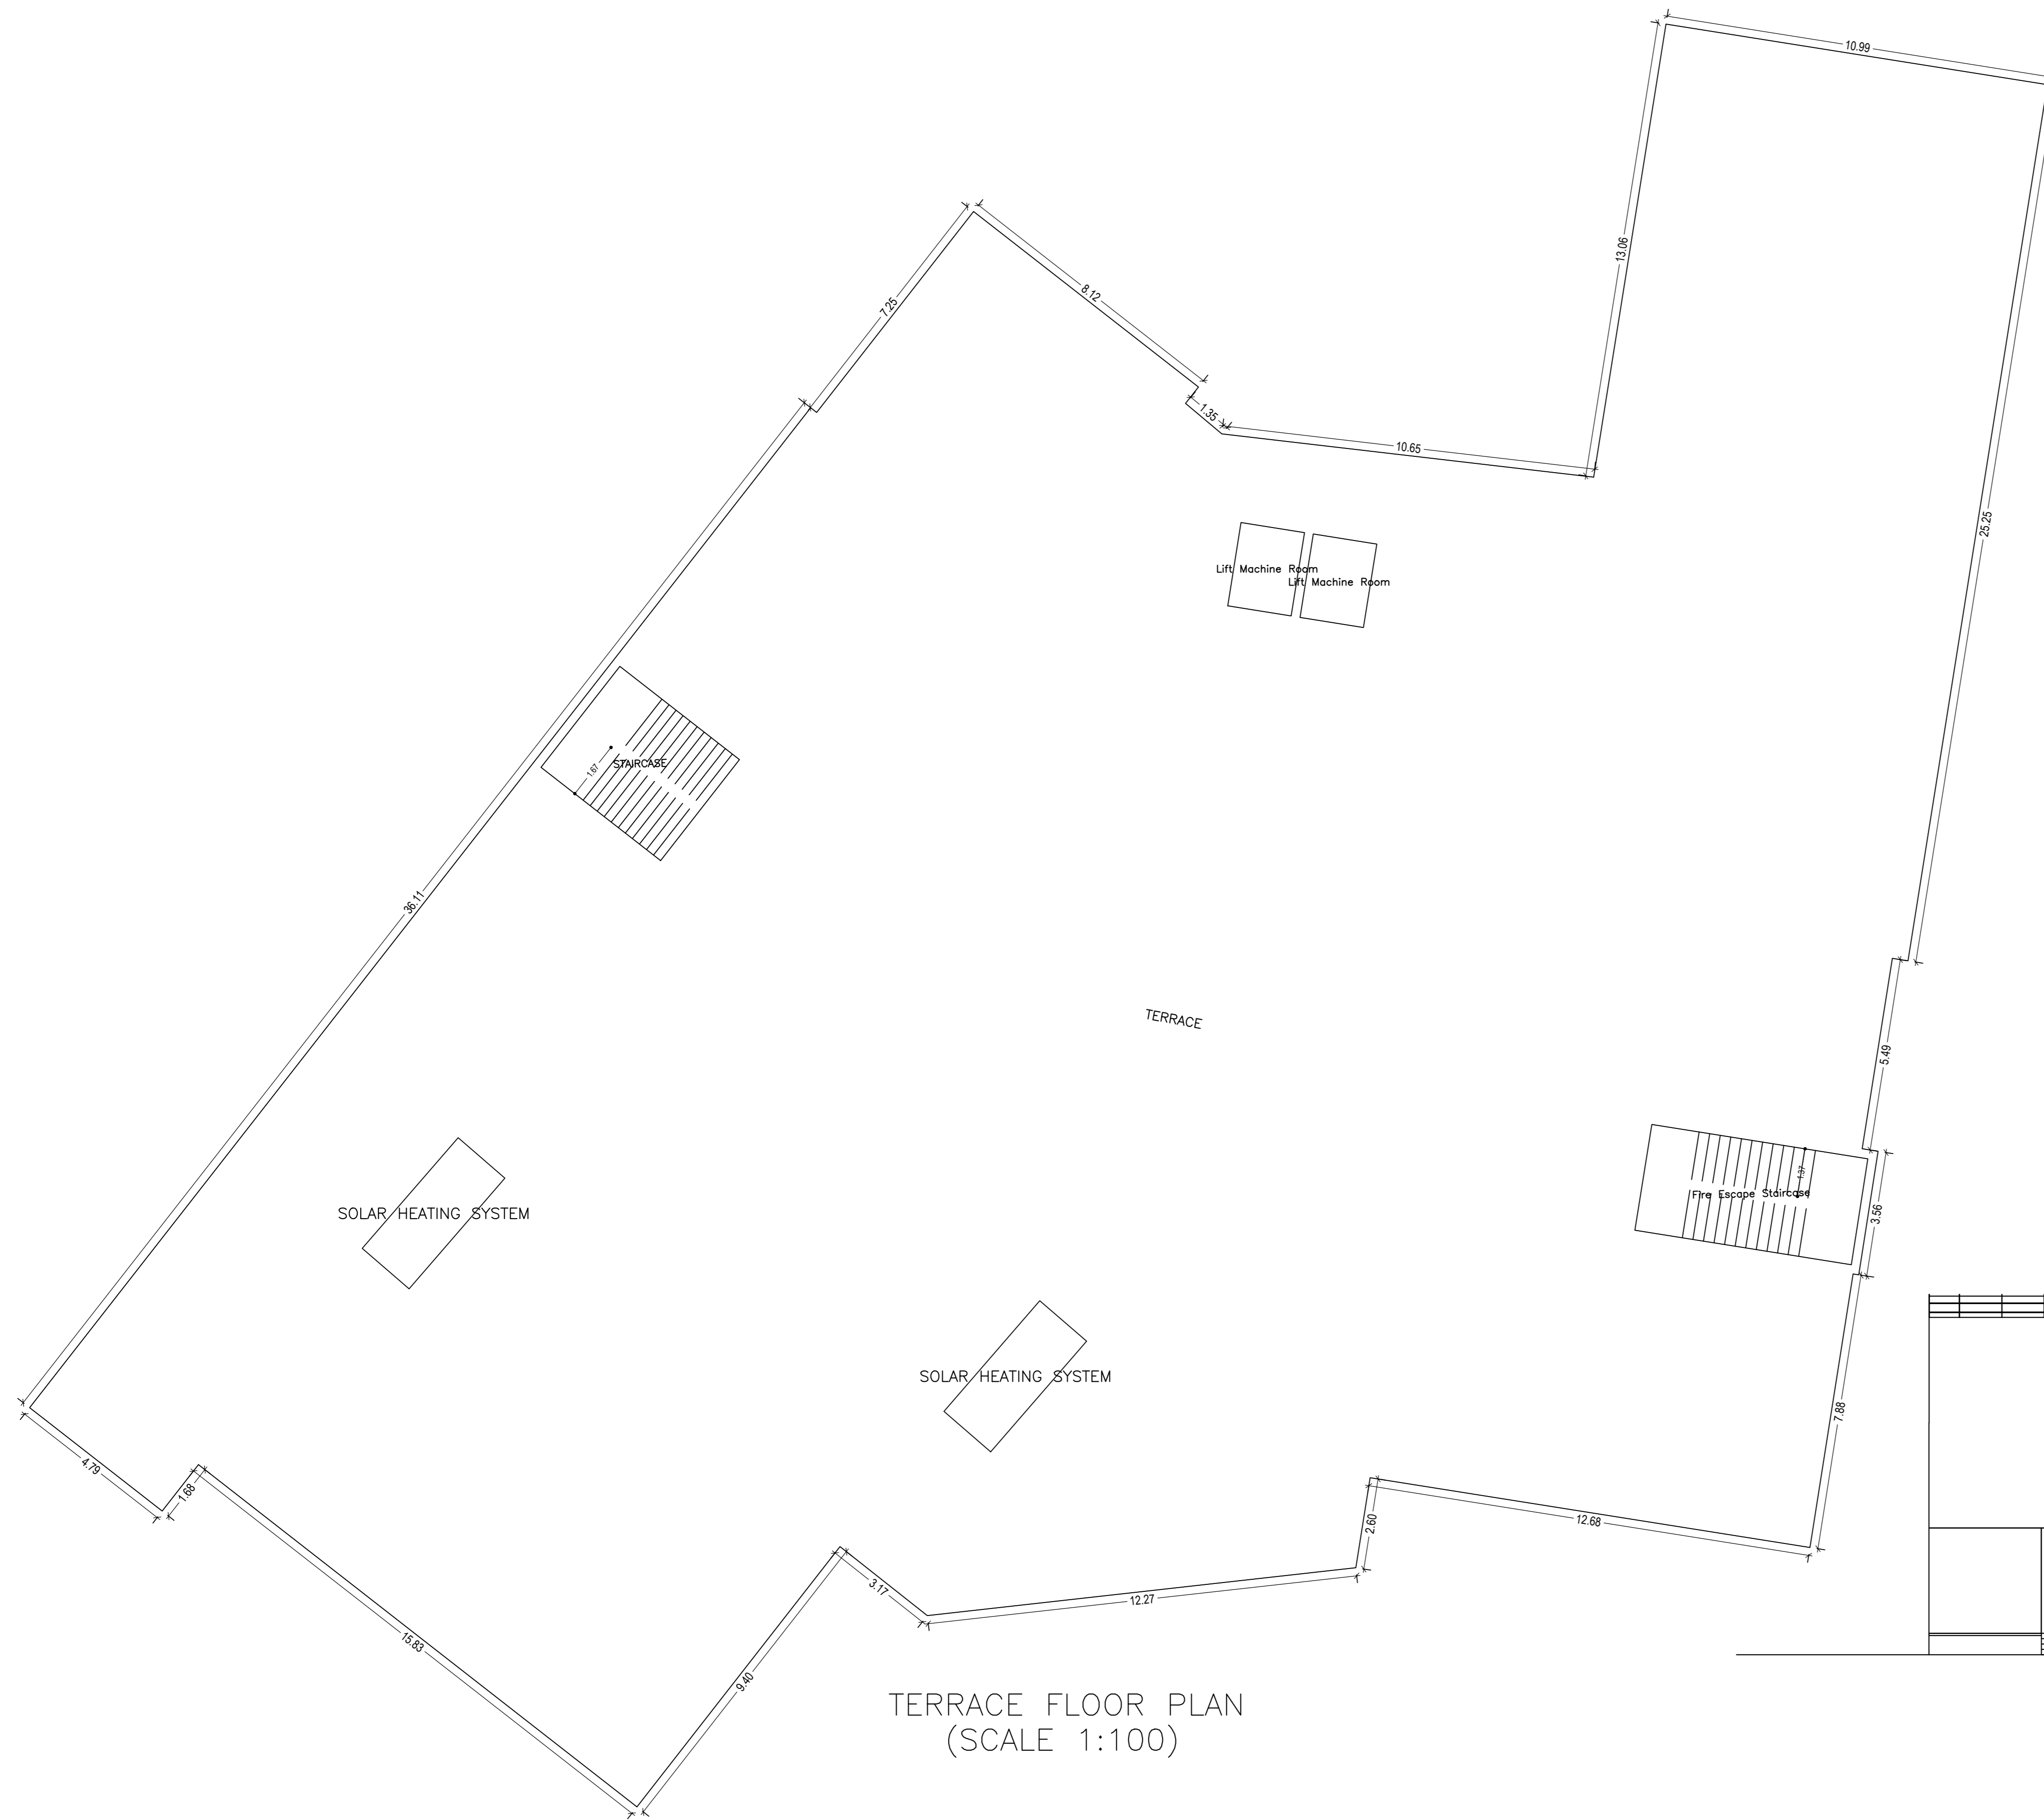 10.99
13.06
7.25
8.12
1.35
10.65
25.25
Lift Machine Room
Lift Machine Room
1.67
STAIRCASE
36.11
TERRACE
5.49
1.37
Fire Escape Staircase
3.56
SOLAR HEATING SYSTEM
SOLAR HEATING SYSTEM
7.88
4.79
1.68
2.60
12.68
3.17
12.27
15.83
9.40
TERRACE FLOOR PLAN
(SCALE 1:100)